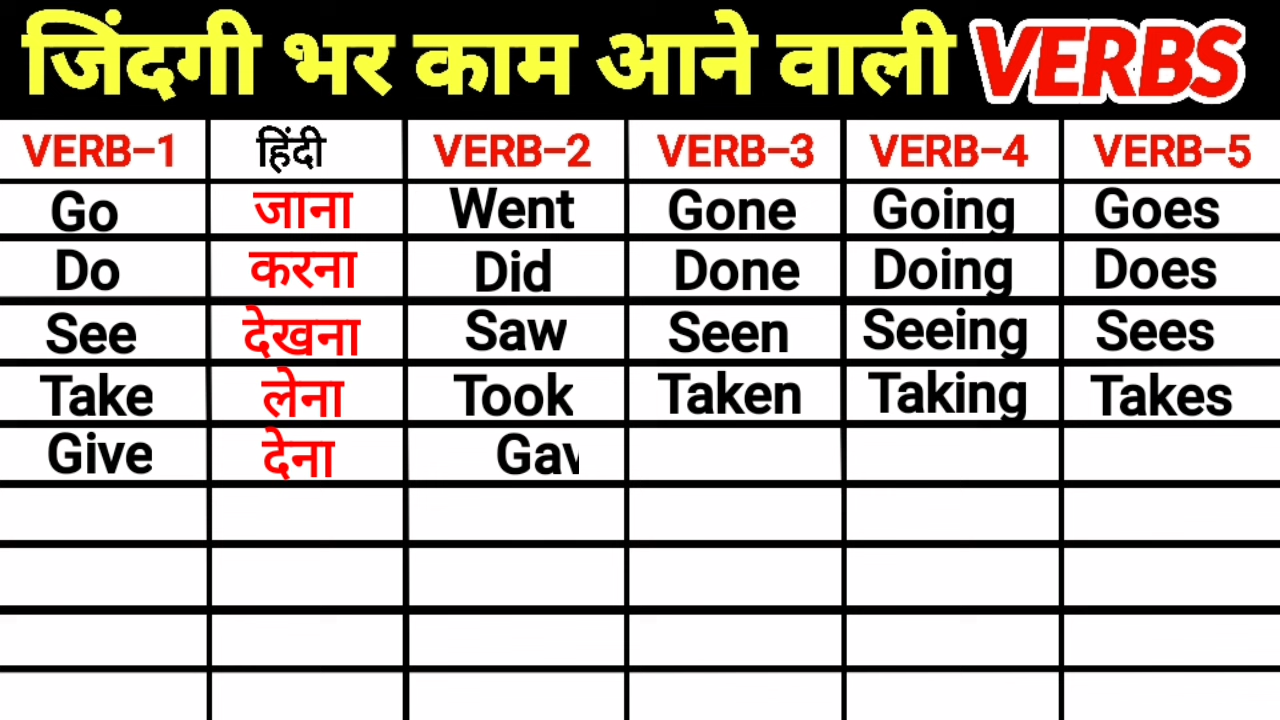 जिंदगी भर काम आने वाली VERBS
VERB-1 हिंदी VERB-2 VERB-3 VERB-4 VERB-5
Go जाना Went Gone Going Goes
Do करना Did Done Doing Does
See देखना Saw Seen Seeing Sees
Take लेना Took Taken Taking Takes
Give देना Gav